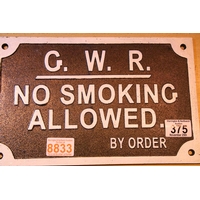 G. W. R.
NO SMOKING
ALLOWED.
BY ORDER
8833
375